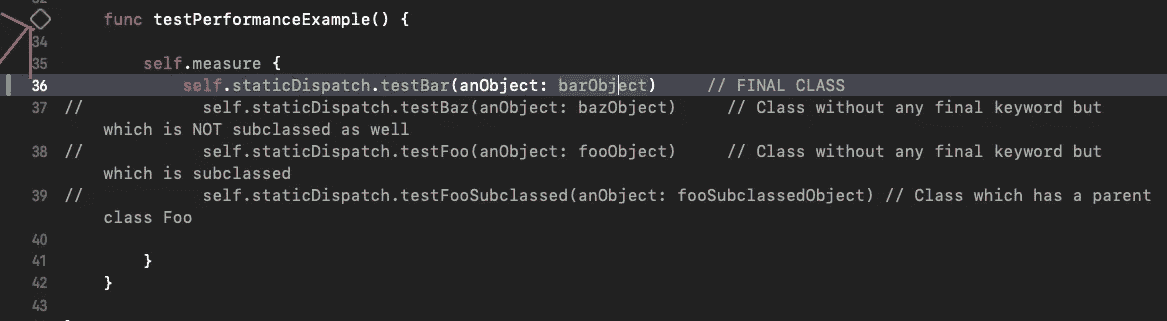 32
func testPerformanceExample() {
34
35 self.measure {
36 self.staticDispatch.testBar(anObject: barObject) // FINAL CLASS
37 // self.staticDispatch.testBaz(anObject: bazObject) // Class without any final keyword but
which is NOT subclassed as well
38 // self.staticDispatch.testFoo(anObject: fooObject) // Class without any final keyword but
which is subclassed
39 // self.staticDispatch.testFooSubclassed(anObject: fooSubclassedObject) // Class which has a parent
class Foo
40
41 }
42 }
43